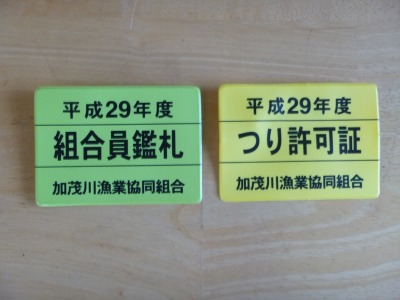 平成29年度
組合員鑑札
加茂川漁業協同組合
平成29年度
つり許可証
加茂川漁業協同組合